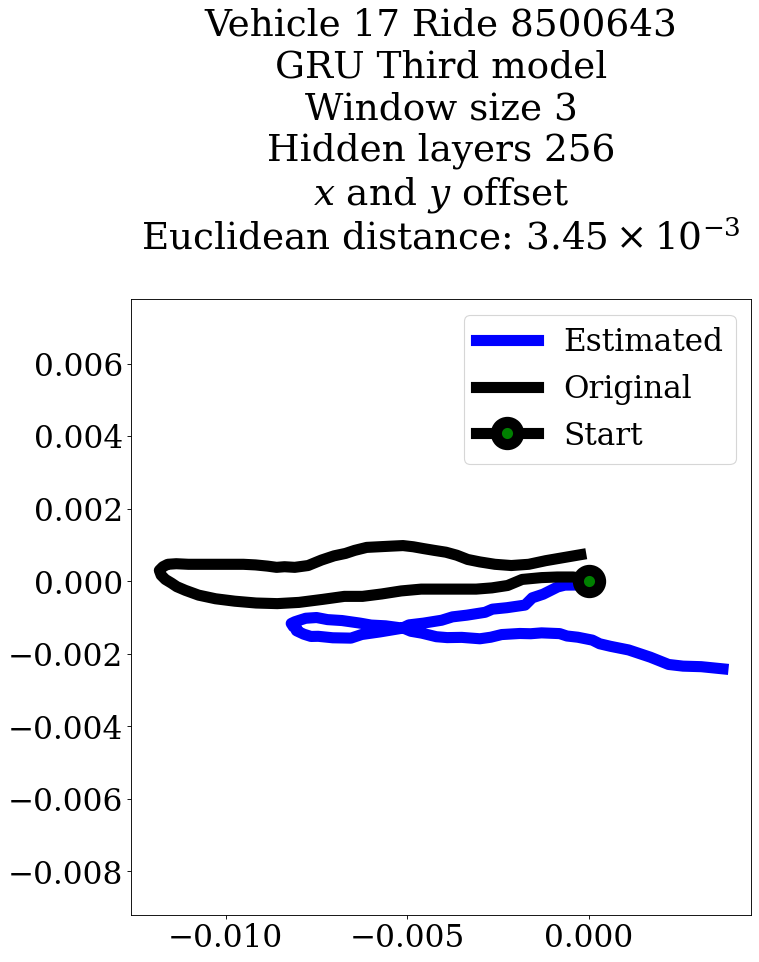 Vehicle 17 Ride 8500643
GRU Third model
Window size 3
Hidden layers 256
x and y offset
Euclidean distance: 3.45 × 10⁻³
Estimated
Original
Start
0.006
0.004
0.002
0.000
−0.002
−0.004
−0.006
−0.008
−0.010
−0.005
0.000